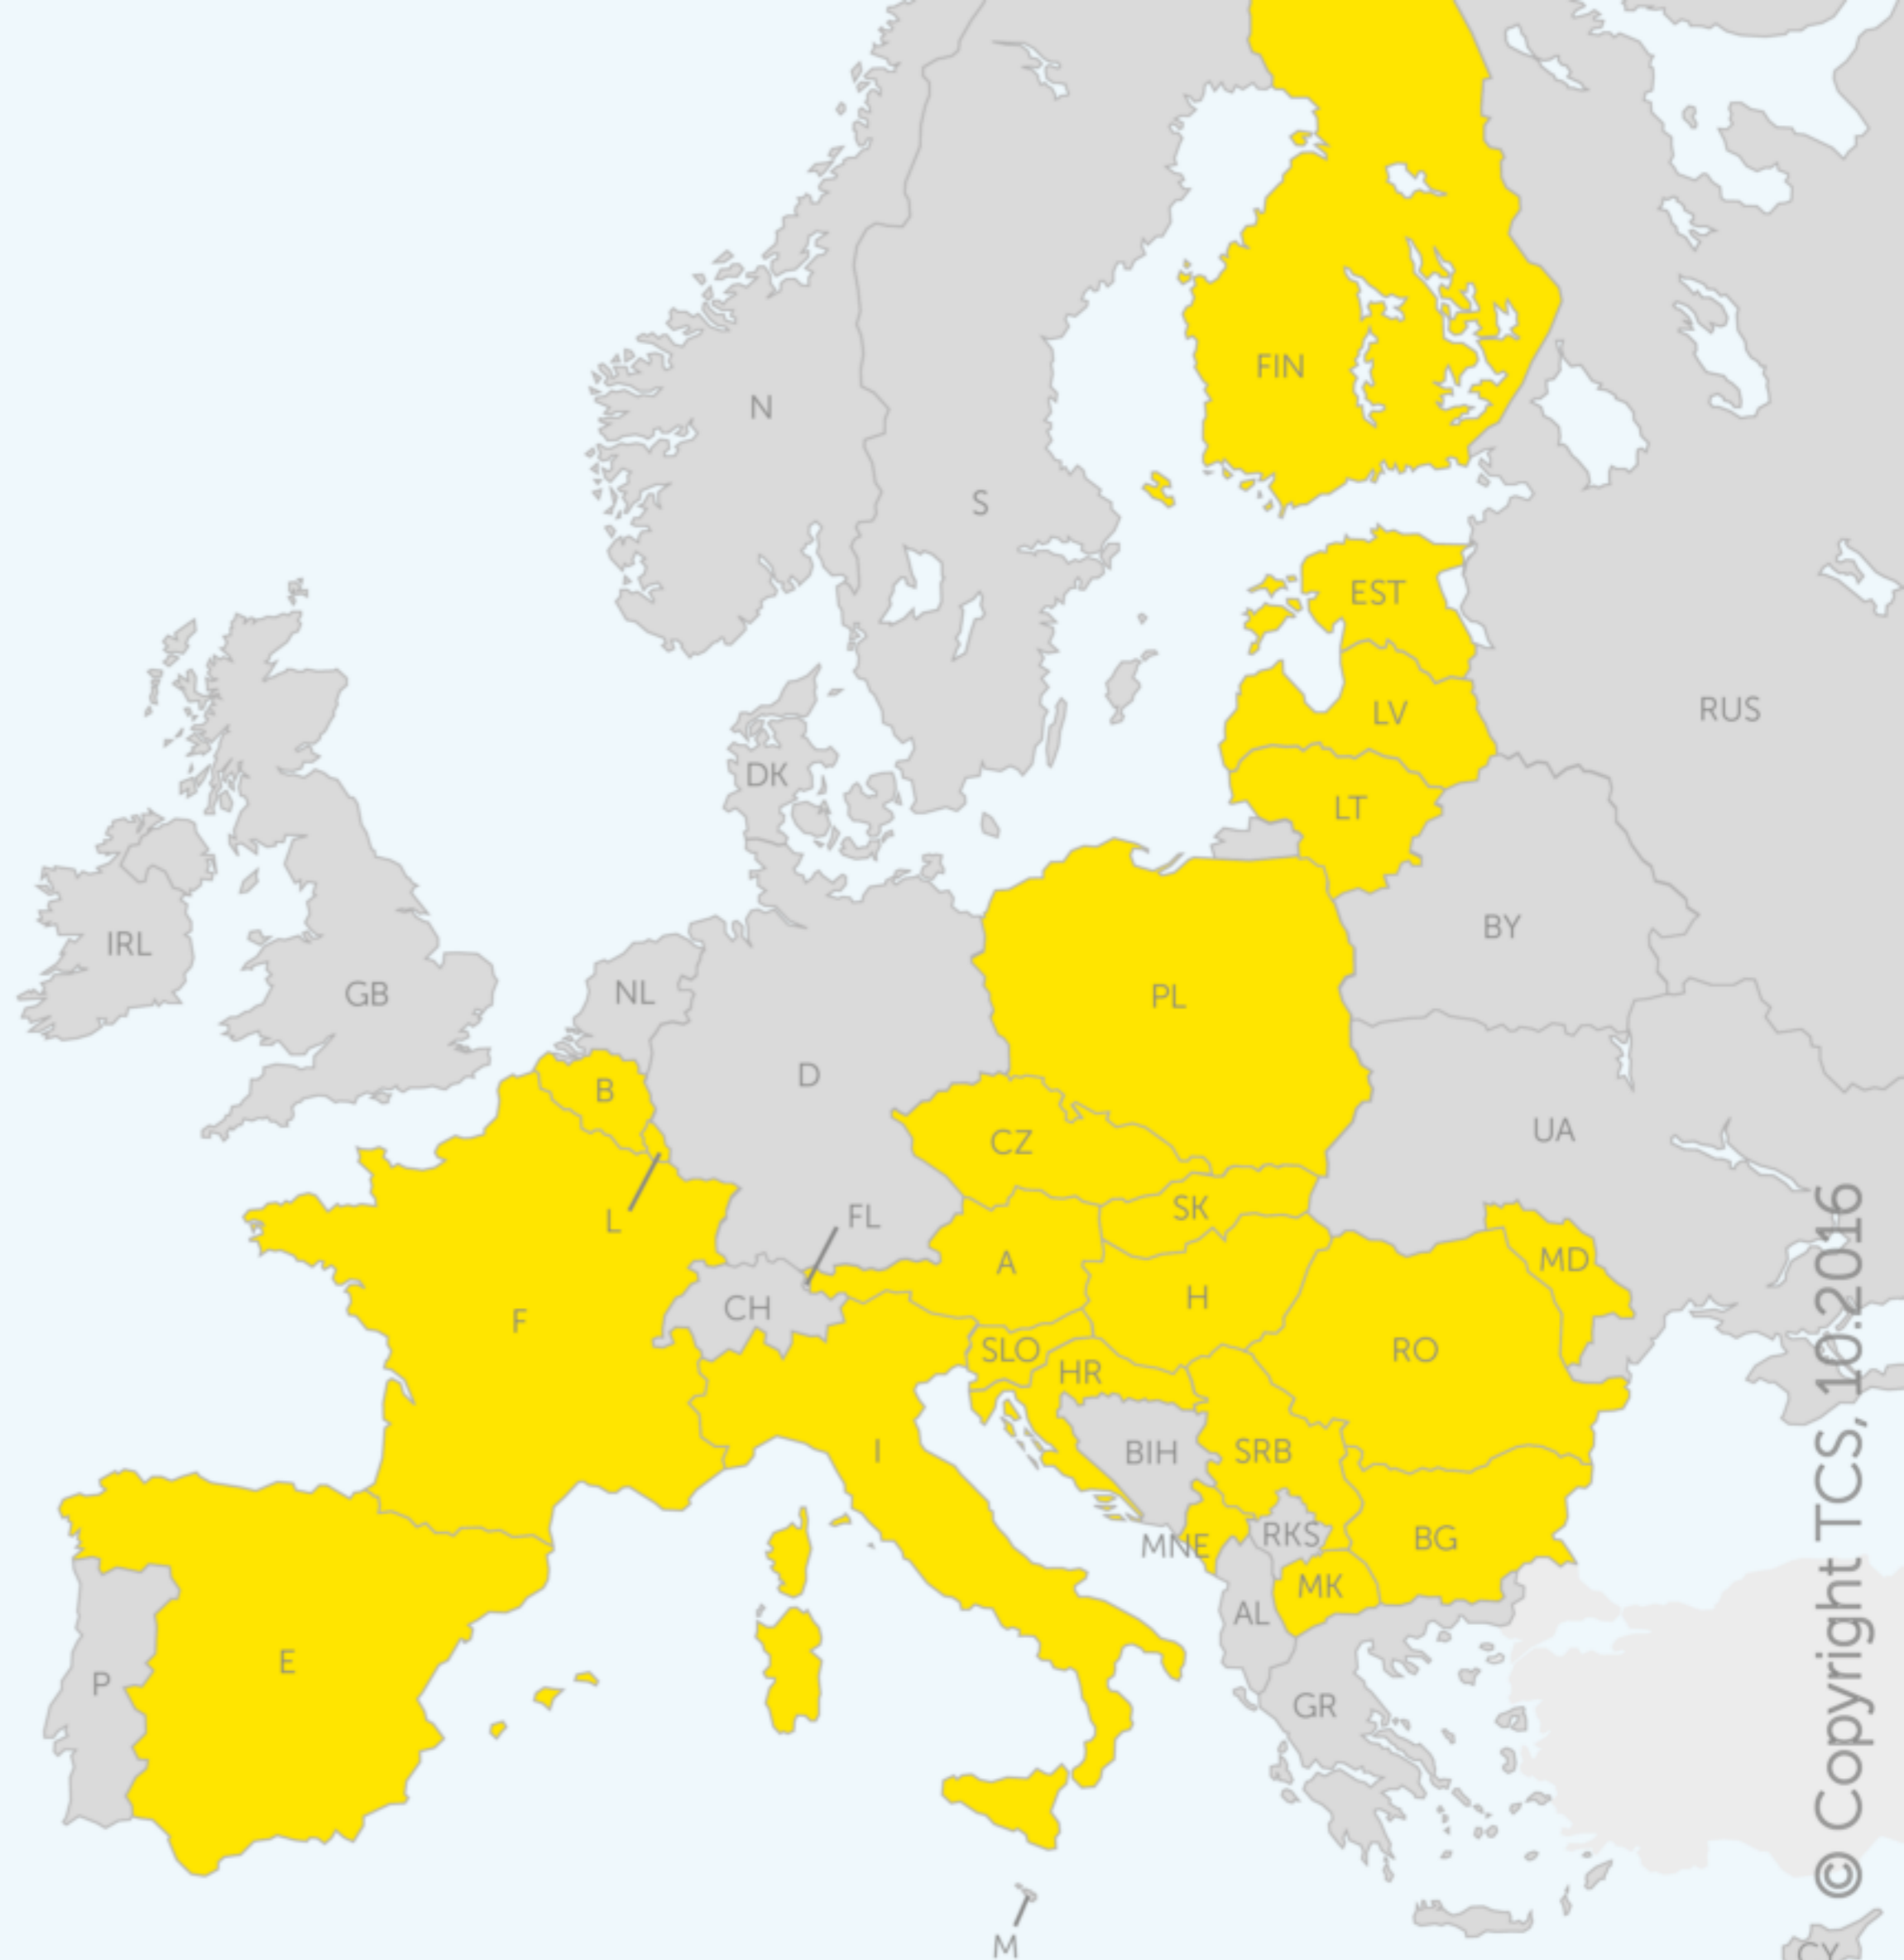 FIN
N
S
EST
LV
RUS
DK
LT
BY
IRL
GB
NL
PL
D
B
UA
CZ
SK
FL
L
A
MD
H
CH
F
SLO
RO
HR
I
BIH
SRB
RKS
BG
MNE
MK
AL
E
P
GR
M
CY
© Copyright TCS, 10.2016